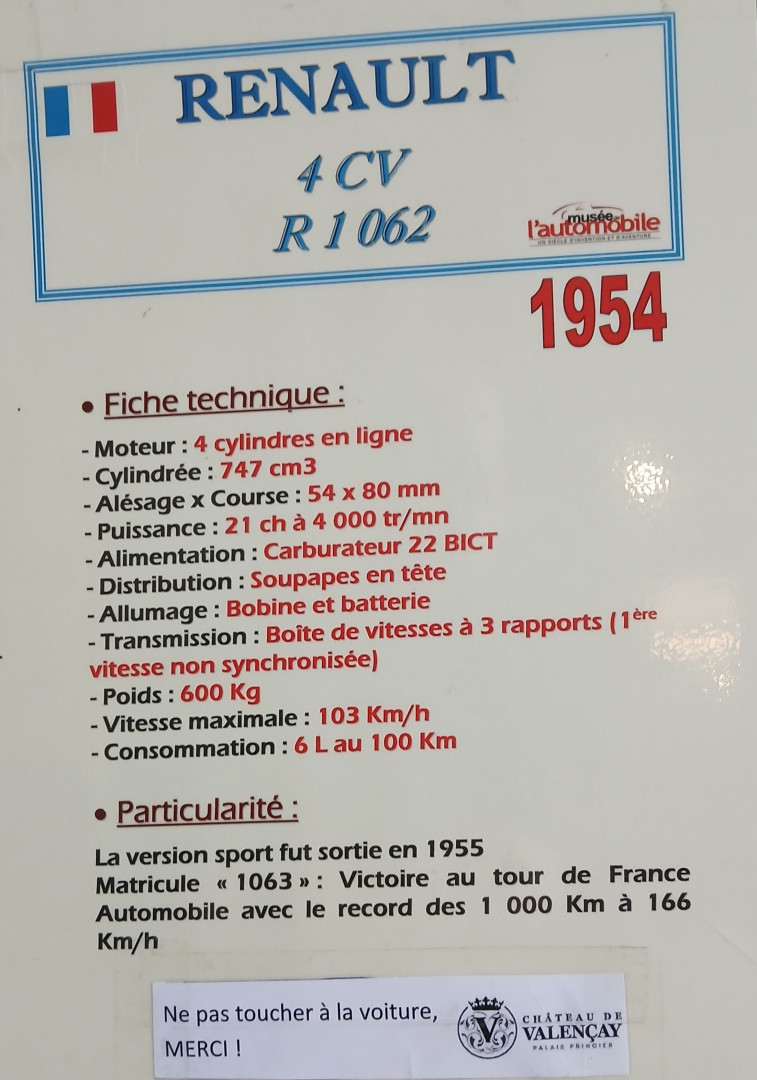 RENAULT
4 CV
R 1 062
musée
l'automobile
UN SIÈCLE D'INVENTION ET D'AVENTURE
1954
• Fiche technique :
- Moteur : 4 cylindres en ligne
- Cylindrée : 747 cm3
- Alésage x Course : 54 x 80 mm
- Puissance : 21 ch à 4 000 tr/mn
- Alimentation : Carburateur 22 BICT
- Distribution : Soupapes en tête
- Allumage : Bobine et batterie
- Transmission : Boîte de vitesses à 3 rapports (1ère
vitesse non synchronisée)
- Poids : 600 Kg
- Vitesse maximale : 103 Km/h
- Consommation : 6 L au 100 Km
• Particularité :
La version sport fut sortie en 1955
Matricule « 1063 » : Victoire au tour de France
Automobile avec le record des 1 000 Km à 166
Km/h
Ne pas toucher à la voiture,
MERCI !
V
CHÂTEAU DE
VALENÇAY
PALAIS PRINCIER